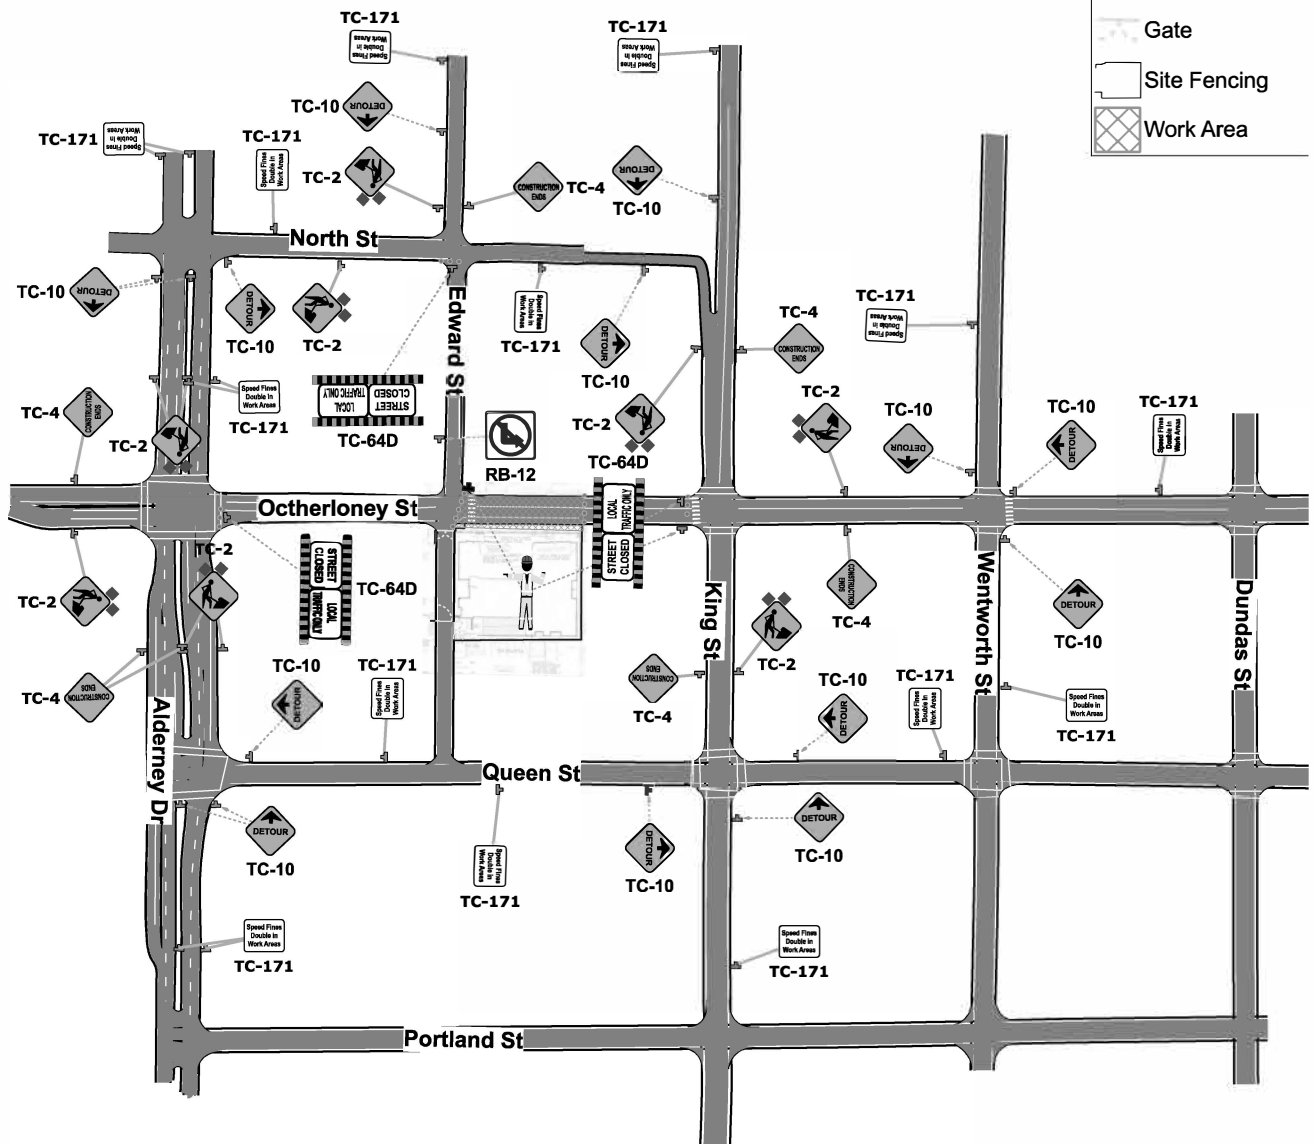 TC-171
Speed Fines
Double in
Work Areas
TC-171
Speed Fines
Double in
Work Areas
Gate
Site Fencing
Work Area
TC-10
DETOUR
TC-171
Speed Fines
Double in
Work Areas
TC-171
Speed Fines
Double in
Work Areas
TC-2
CONSTRUCTION
ENDS
TC-4
DETOUR
TC-10
North St
TC-10
DETOUR
DETOUR
TC-10
TC-2
Edward St
Speed Fines
Double in
Work Areas
TC-171
DETOUR
TC-10
TC-4
CONSTRUCTION
ENDS
TC-171
Speed Fines
Double in
Work Areas
TC-4
CONSTRUCTION
ENDS
TC-2
Speed Fines
Double in
Work Areas
TC-171
LOCAL
TRAFFIC ONLY
STREET
CLOSED
TC-64D
RB-12
TC-2
TC-64D
TC-2
TC-10
DETOUR
TC-10
DETOUR
TC-171
Speed Fines
Double in
Work Areas
Octherloney St
LOCAL
TRAFFIC ONLY
STREET
CLOSED
TC-2
TC-2
STREET
CLOSED
LOCAL
TRAFFIC ONLY
TC-64D
King St
CONSTRUCTION
ENDS
TC-4
Wentworth St
DETOUR
TC-10
Dundas St
TC-2
TC-4
CONSTRUCTION
ENDS
TC-10
DETOUR
TC-171
Speed Fines
Double in
Work Areas
CONSTRUCTION
ENDS
TC-4
TC-10
DETOUR
TC-171
Speed Fines
Double in
Work Areas
Speed Fines
Double in
Work Areas
TC-171
Alderney Dr
Queen St
DETOUR
TC-10
Speed Fines
Double in
Work Areas
TC-171
DETOUR
TC-10
DETOUR
TC-10
Speed Fines
Double in
Work Areas
TC-171
Speed Fines
Double in
Work Areas
TC-171
Portland St